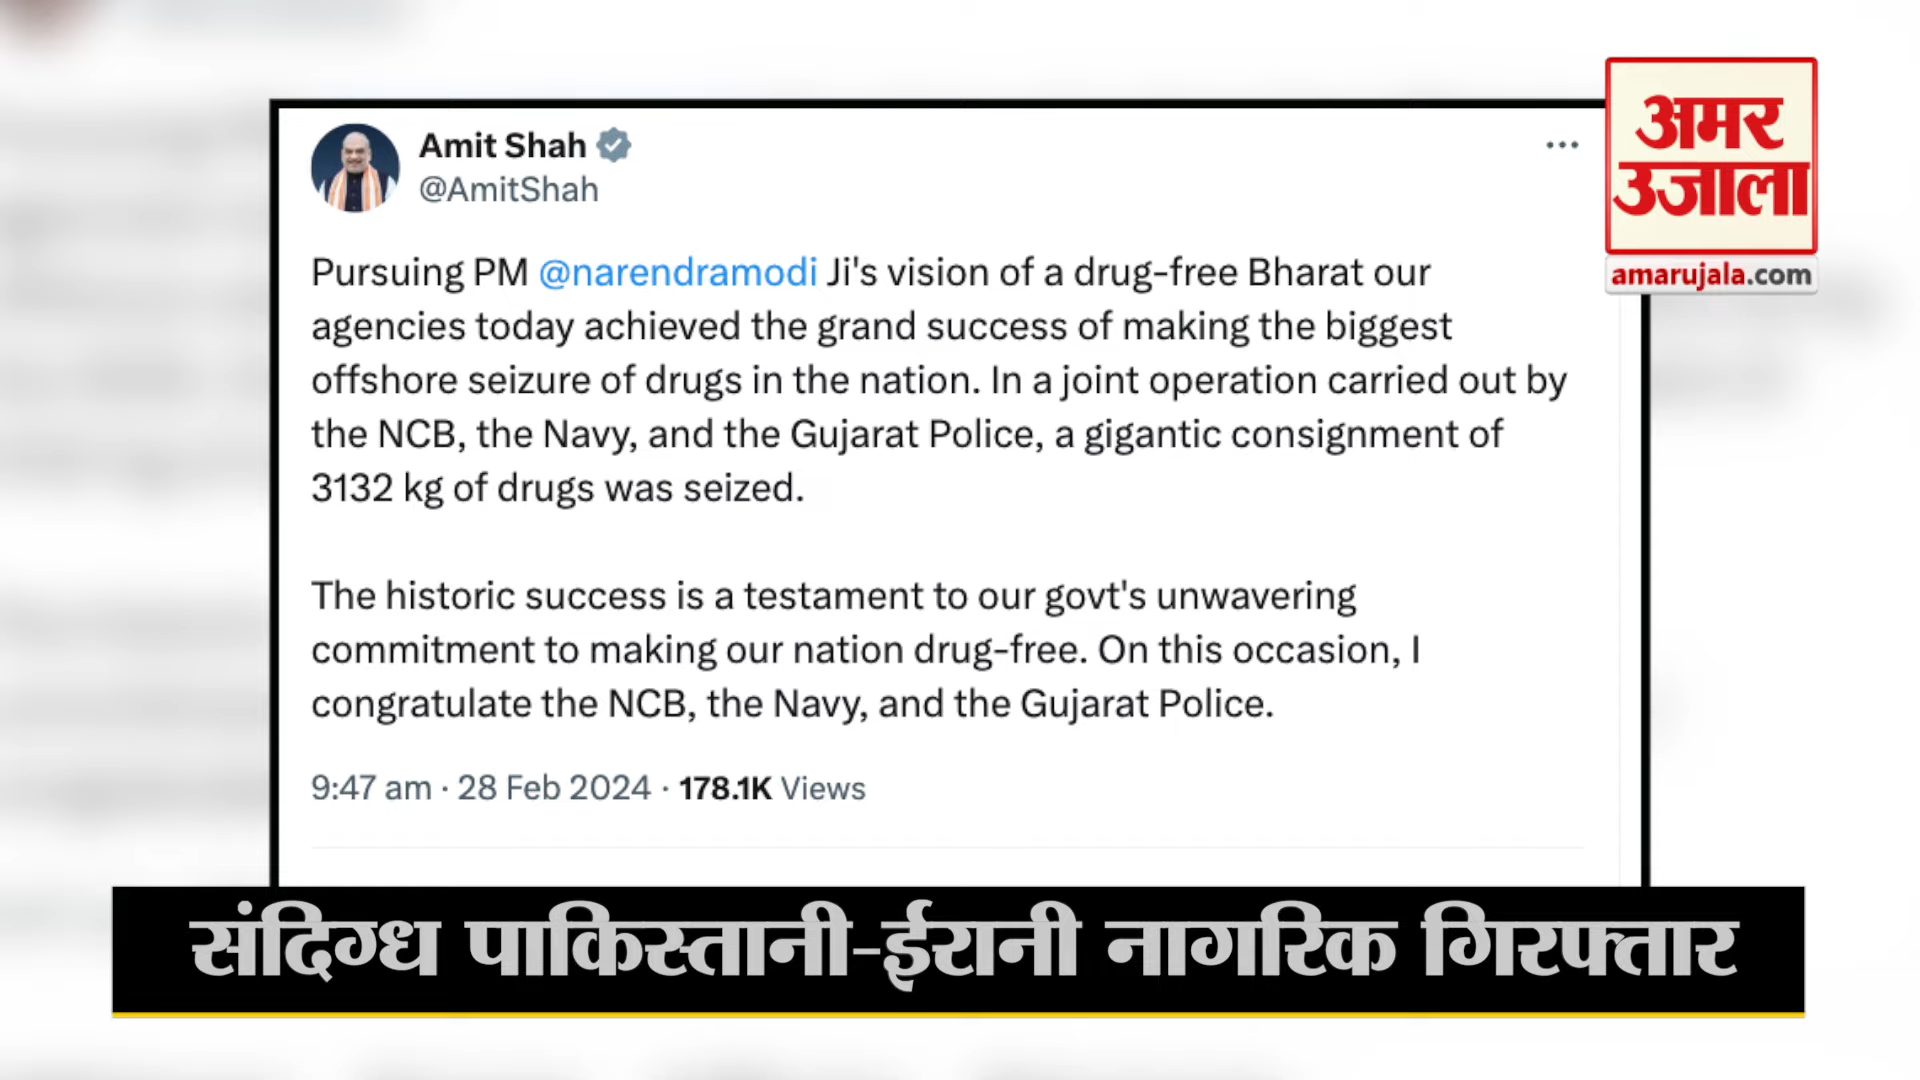 अमर
उजाला
amarujala.com
Amit Shah
@AmitShah
Pursuing PM @narendramodi Ji's vision of a drug-free Bharat our
agencies today achieved the grand success of making the biggest
offshore seizure of drugs in the nation. In a joint operation carried out by
the NCB, the Navy, and the Gujarat Police, a gigantic consignment of
3132 kg of drugs was seized.
The historic success is a testament to our govt's unwavering
commitment to making our nation drug-free. On this occasion, I
congratulate the NCB, the Navy, and the Gujarat Police.
9:47 am · 28 Feb 2024 · 178.1K Views
संदिग्ध पाकिस्तानी-ईरानी नागरिक गिरफ्तार